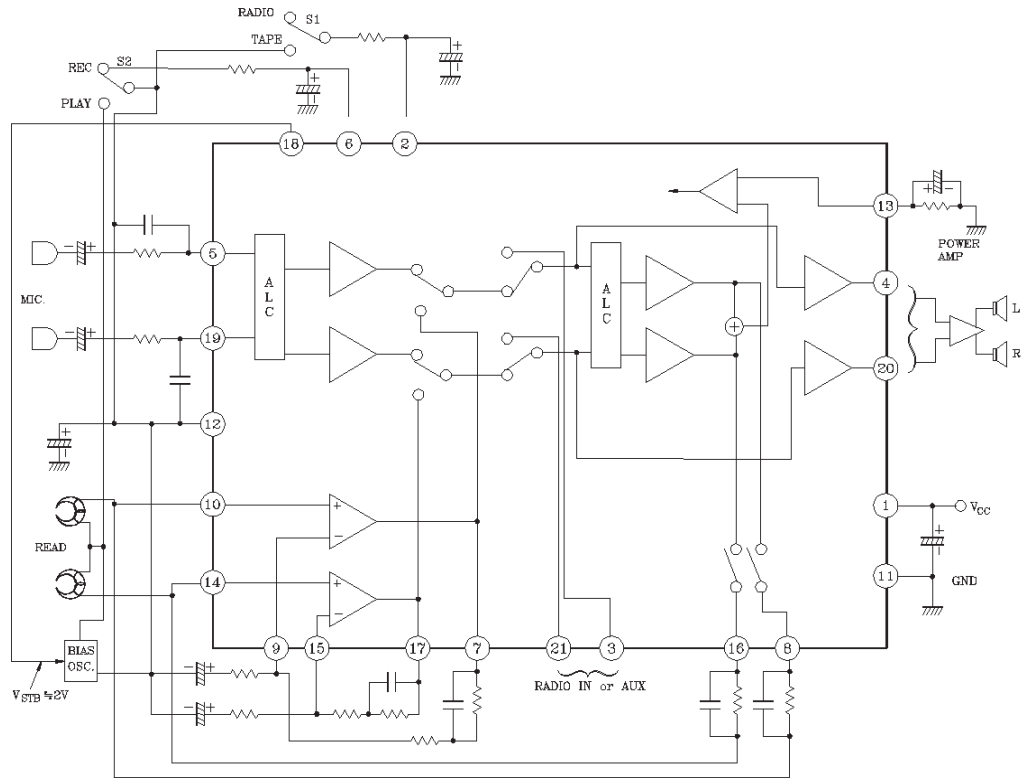 RADIO
S1
TAPE
REC
S2
PLAY
18
6
2
13
POWER
AMP
5
A
L
C
A
L
C
4
MIC.
L
R
19
20
12
10
1
VCC
READ
14
11
GND
BIAS
OSC.
9
15
17
7
21
3
16
8
VSTB≒2V
RADIO IN or AUX